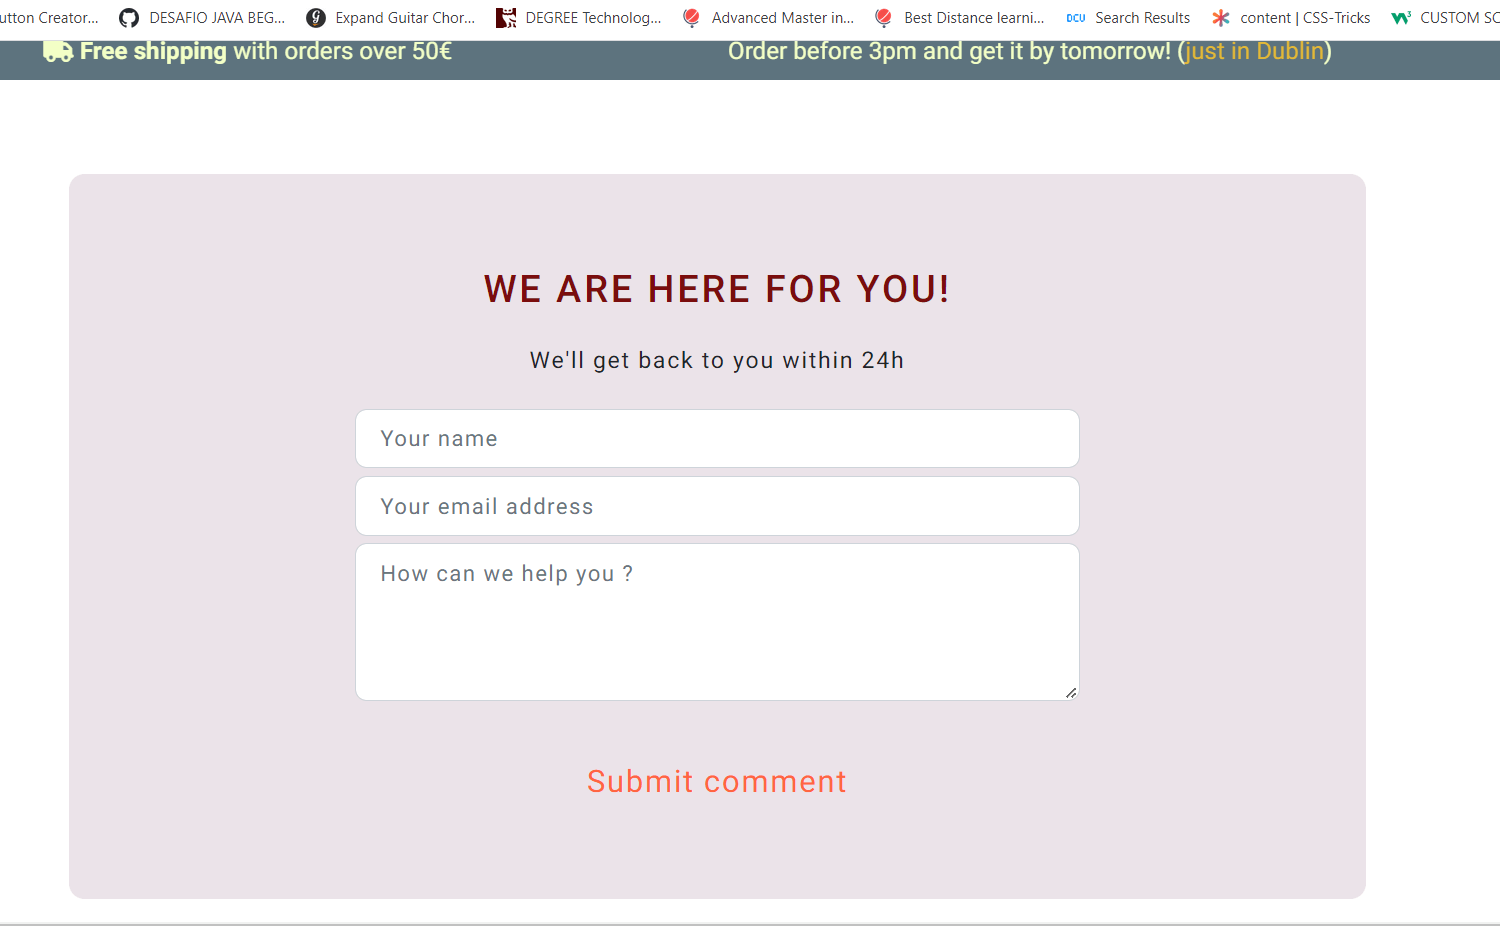 utton Creator... DESAFIO JAVA BEG... Expand Guitar Chor... DEGREE Technolog... Advanced Master in... Best Distance learni... DCU Search Results content | CSS-Tricks CUSTOM SC
Free shipping with orders over 50€ Order before 3pm and get it by tomorrow! (just in Dublin)
WE ARE HERE FOR YOU!
We'll get back to you within 24h
Your name
Your email address
How can we help you ?
Submit comment